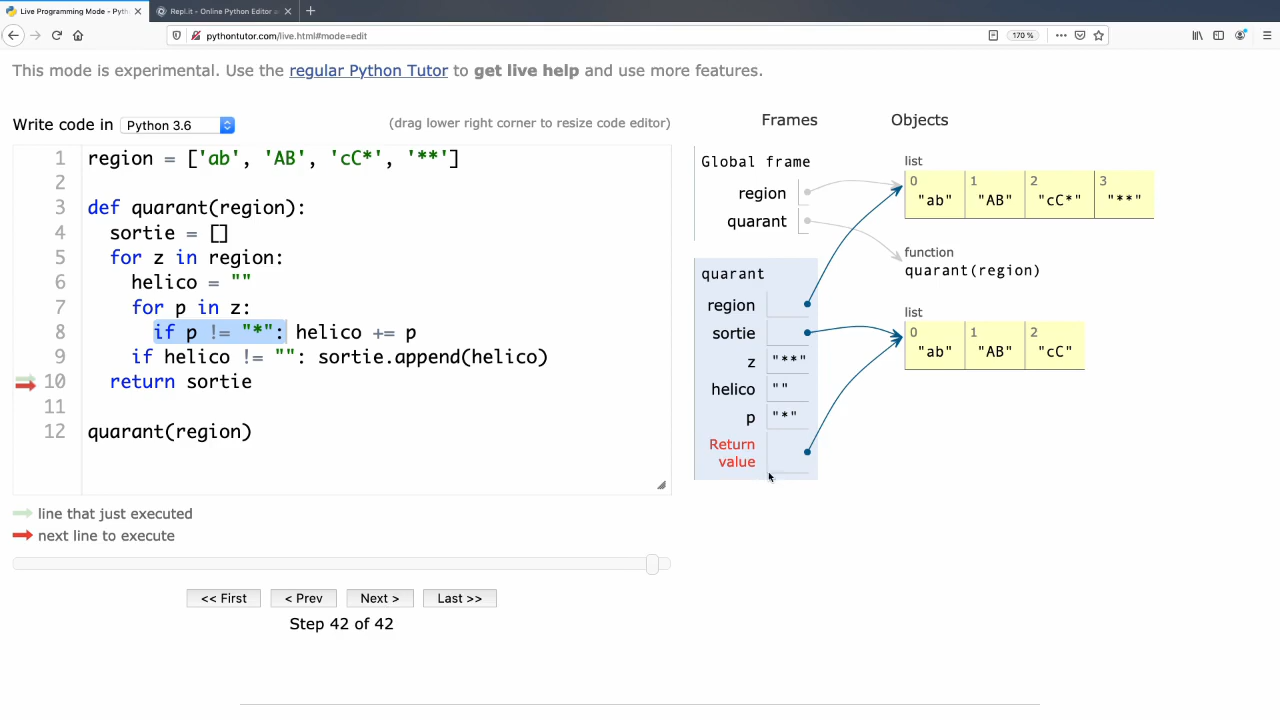 Live Programming Mode - Pyth
Repl.it - Online Python Editor a
pythontutor.com/live.html#mode=edit
170 %
This mode is experimental. Use the regular Python Tutor to get live help and use more features.
Write code in Python 3.6
(drag lower right corner to resize code editor)
1 region = ['ab', 'AB', 'cC*', '**']
2
3 def quarant(region):
4 sortie = []
5 for z in region:
6 helico = ""
7 for p in z:
8 if p != "*": helico += p
9 if helico != "": sortie.append(helico)
10 return sortie
11
12 quarant(region)
line that just executed
next line to execute
<< First
< Prev
Next >
Last >>
Step 42 of 42
Frames
Objects
Global frame
region
quarant
quarant
region
sortie
z "**"
helico ""
p "*"
Return
value
list
0 1 2 3
"ab" "AB" "cC*" "**"
function
quarant(region)
list
0 1 2
"ab" "AB" "cC"